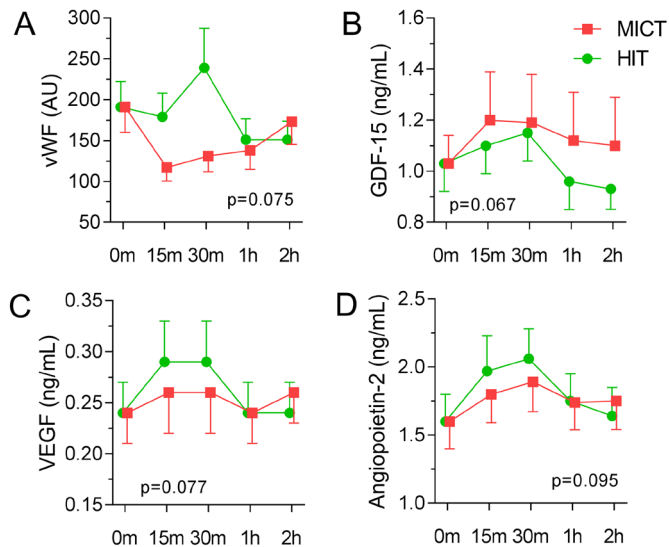 A
vWF (AU)
300
250
200
150
100
50
p=0.075
0m 15m 30m 1h 2h
B
GDF-15 (ng/mL)
1.6
1.4
1.2
1.0
0.8
MICT
HIT
p=0.067
0m 15m 30m 1h 2h
C
VEGF (ng/mL)
0.35
0.30
0.25
0.20
0.15
p=0.077
0m 15m 30m 1h 2h
D
Angiopoietin-2 (ng/mL)
2.5
2.0
1.5
1.0
p=0.095
0m 15m 30m 1h 2h